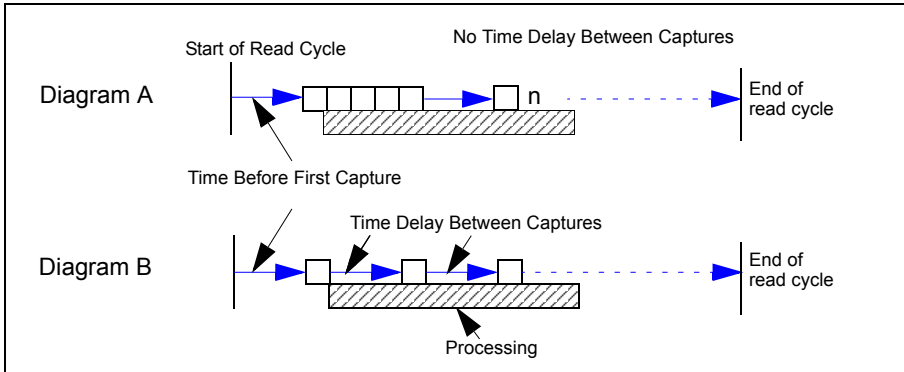 No Time Delay Between Captures
Start of Read Cycle
Diagram A
n
End of
read cycle
Time Before First Capture
Time Delay Between Captures
Diagram B
End of
read cycle
Processing